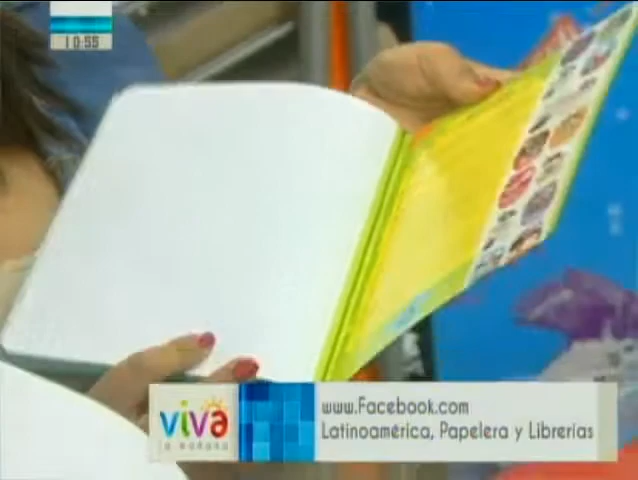 10:55
viva
la mañana
www.Facebook.com
Latinoamérica, Papelera y Librerías